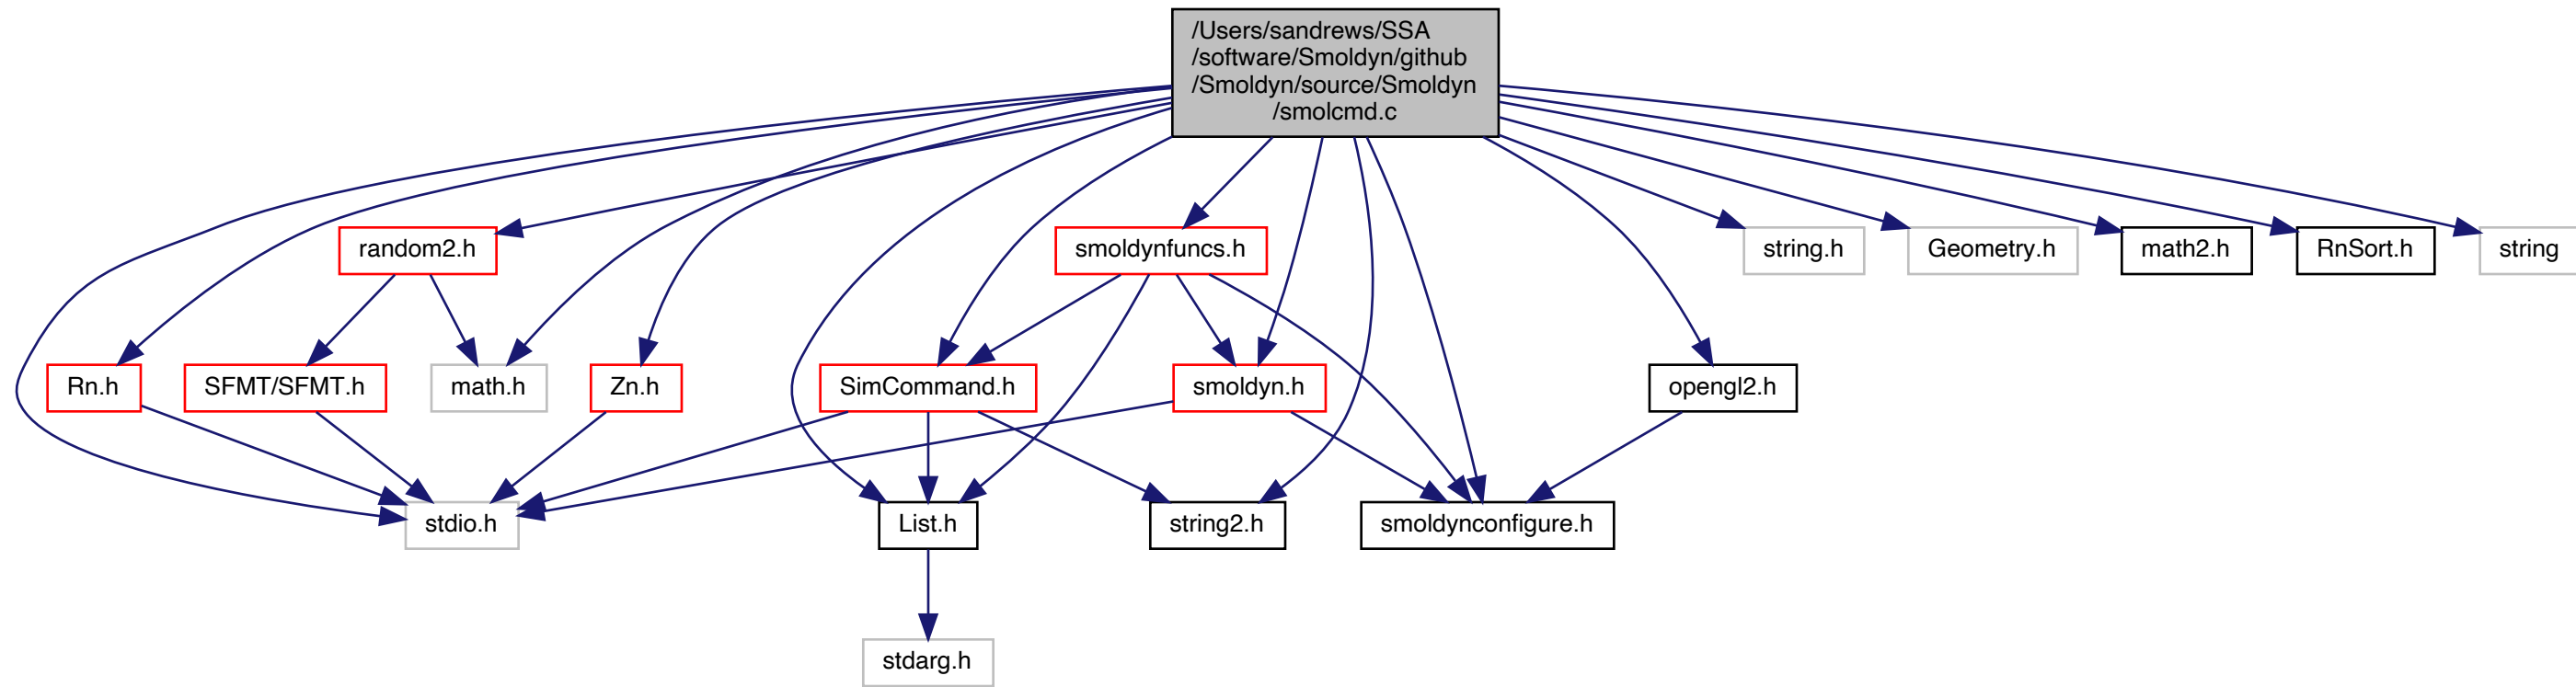 /Users/sandrews/SSA
/software/Smoldyn/github
/Smoldyn/source/Smoldyn
/smolcmd.c
random2.h
smoldynfuncs.h
string.h
Geometry.h
math2.h
RnSort.h
string
Rn.h
SFMT/SFMT.h
math.h
Zn.h
SimCommand.h
smoldyn.h
opengl2.h
stdio.h
List.h
string2.h
smoldynconfigure.h
stdarg.h